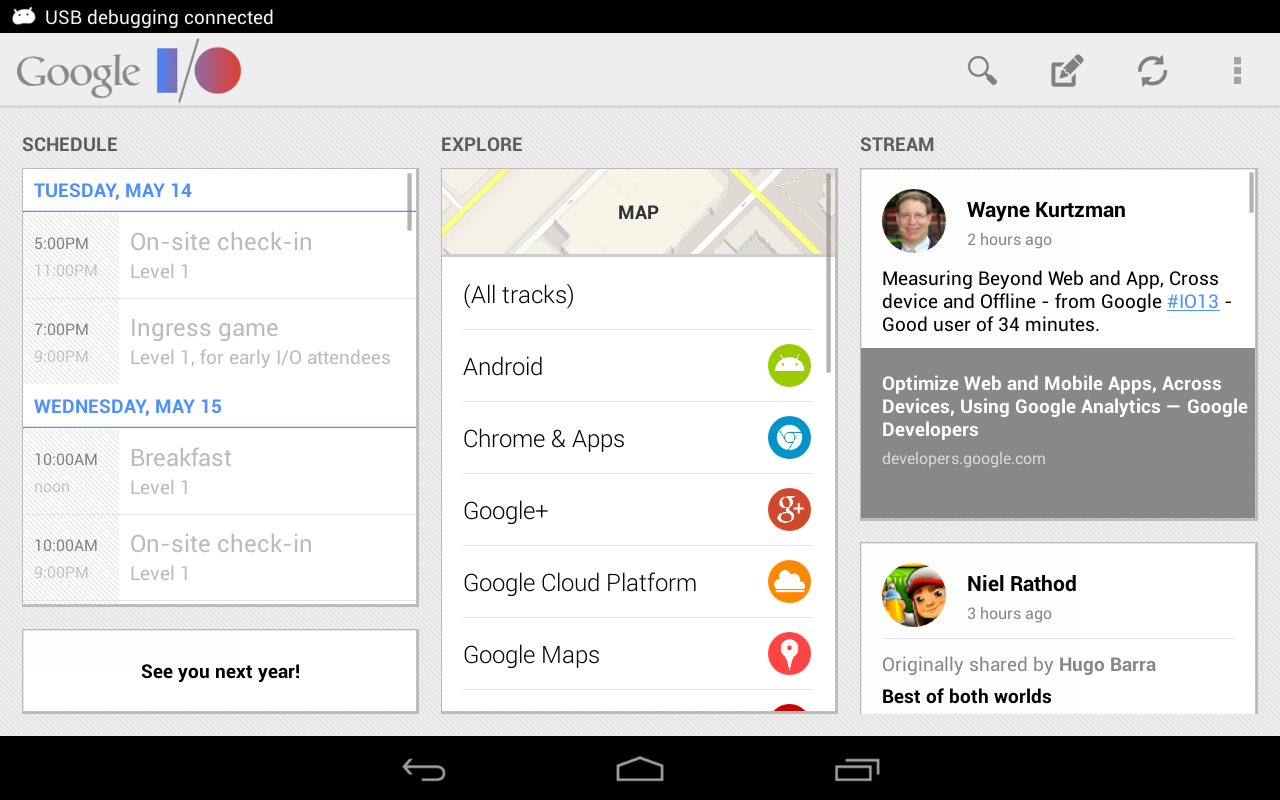 USB debugging connected
Google I/O
SCHEDULE
TUESDAY, MAY 14
5:00PM
11:00PM
On-site check-in
Level 1
7:00PM
9:00PM
Ingress game
Level 1, for early I/O attendees
WEDNESDAY, MAY 15
10:00AM
noon
Breakfast
Level 1
10:00AM
9:00PM
On-site check-in
Level 1
See you next year!
EXPLORE
MAP
(All tracks)
Android
Chrome & Apps
Google+
g+
Google Cloud Platform
Google Maps
STREAM
Wayne Kurtzman
2 hours ago
Measuring Beyond Web and App, Cross
device and Offline - from Google #IO13 -
Good user of 34 minutes.
Optimize Web and Mobile Apps, Across
Devices, Using Google Analytics — Google
Developers
developers.google.com
Niel Rathod
3 hours ago
Originally shared by Hugo Barra
Best of both worlds